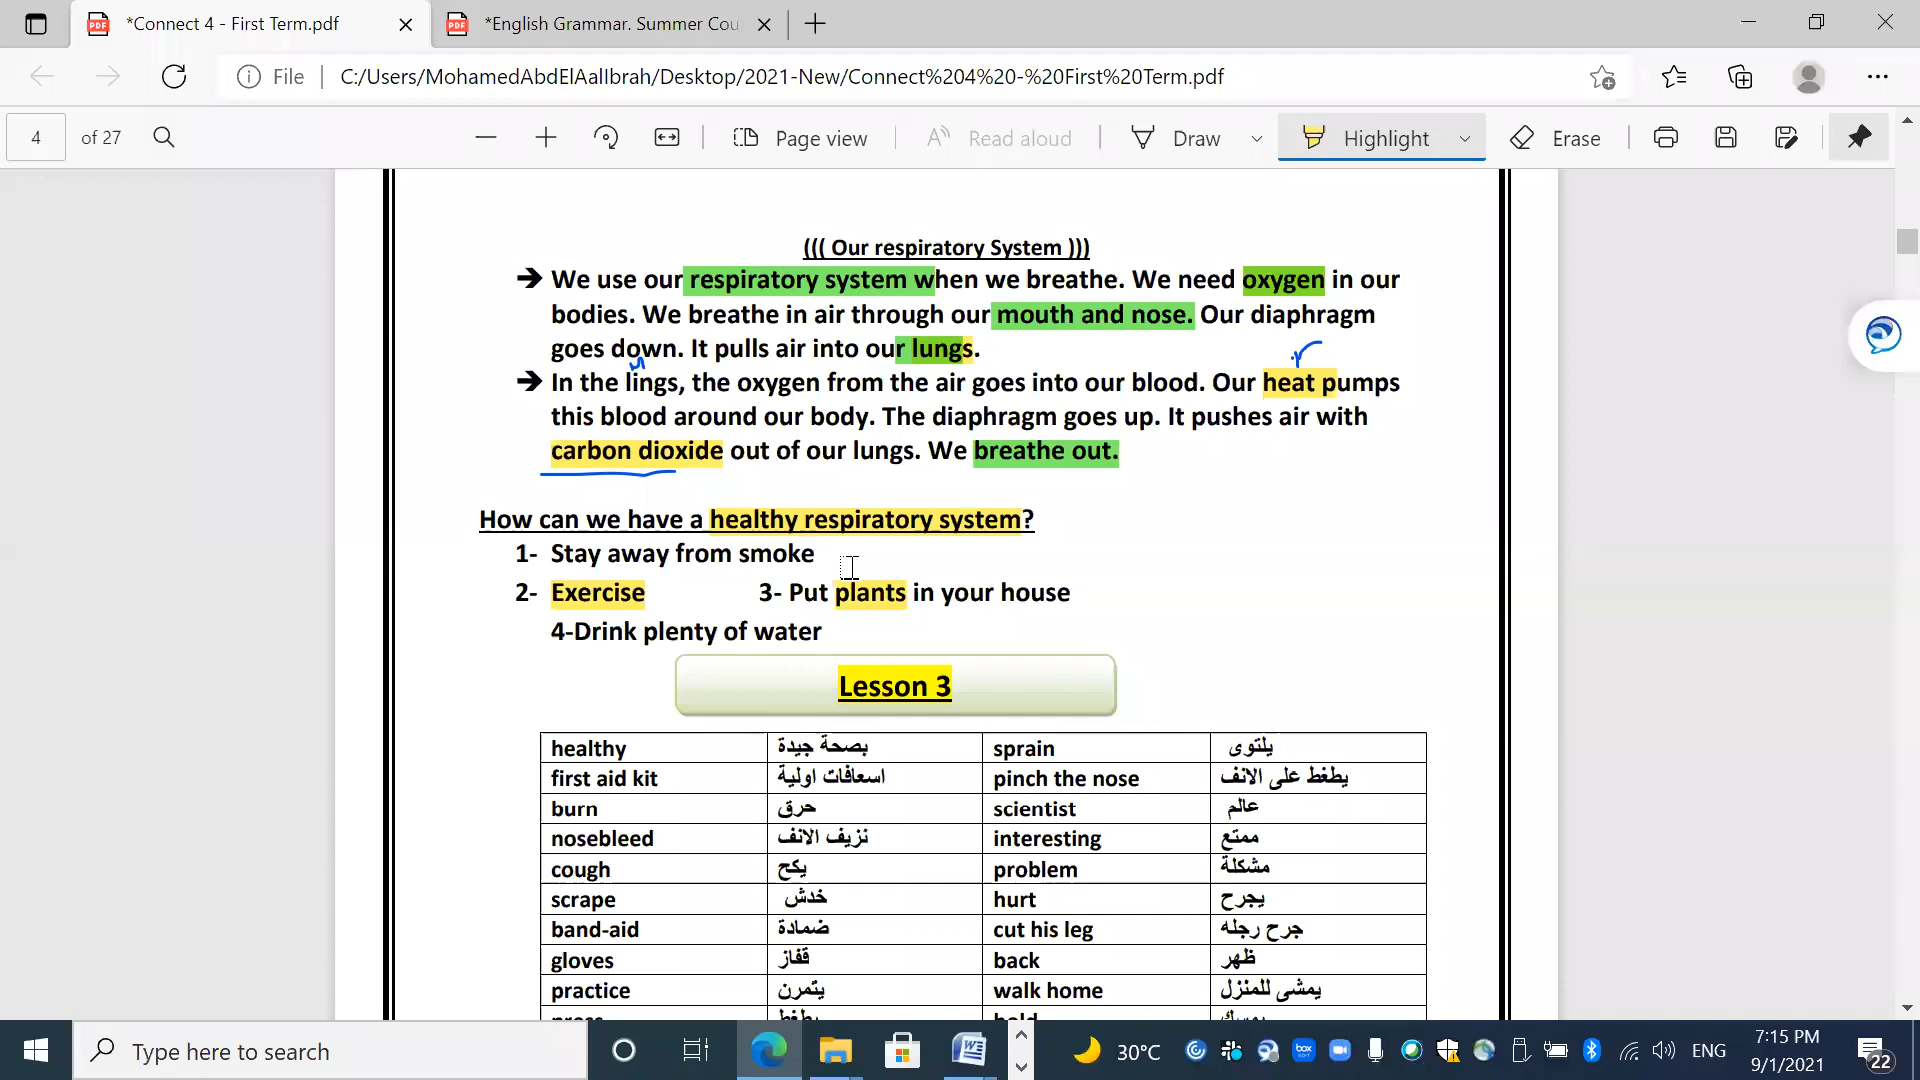 *Connect 4 - First Term.pdf
*English Grammar. Summer Cou
File
C:/Users/MohamedAbdElAalIbrah/Desktop/2021-New/Connect%204%20-%20First%20Term.pdf
4 of 27
Page view
Read aloud
Draw
Highlight
Erase
((( Our respiratory System )))
➔ We use our respiratory system when we breathe. We need oxygen in our
bodies. We breathe in air through our mouth and nose. Our diaphragm
goes down. It pulls air into our lungs.
➔ In the lings, the oxygen from the air goes into our blood. Our heat pumps
this blood around our body. The diaphragm goes up. It pushes air with
carbon dioxide out of our lungs. We breathe out.
How can we have a healthy respiratory system?
1- Stay away from smoke
2- Exercise 3- Put plants in your house
4-Drink plenty of water
Lesson 3
healthy بصحة جيدة sprain يلتوى
first aid kit اسعافات اولية pinch the nose يطغط على الانف
burn حرق scientist عالم
nosebleed نزيف الانف interesting ممتع
cough يكح problem مشكلة
scrape خدش hurt يجرح
band-aid ضمادة cut his leg جرح رجله
gloves قفاز back ظهر
practice يتمرن walk home يمشى للمنزل
Type here to search
30°C
ENG
7:15 PM
9/1/2021
22